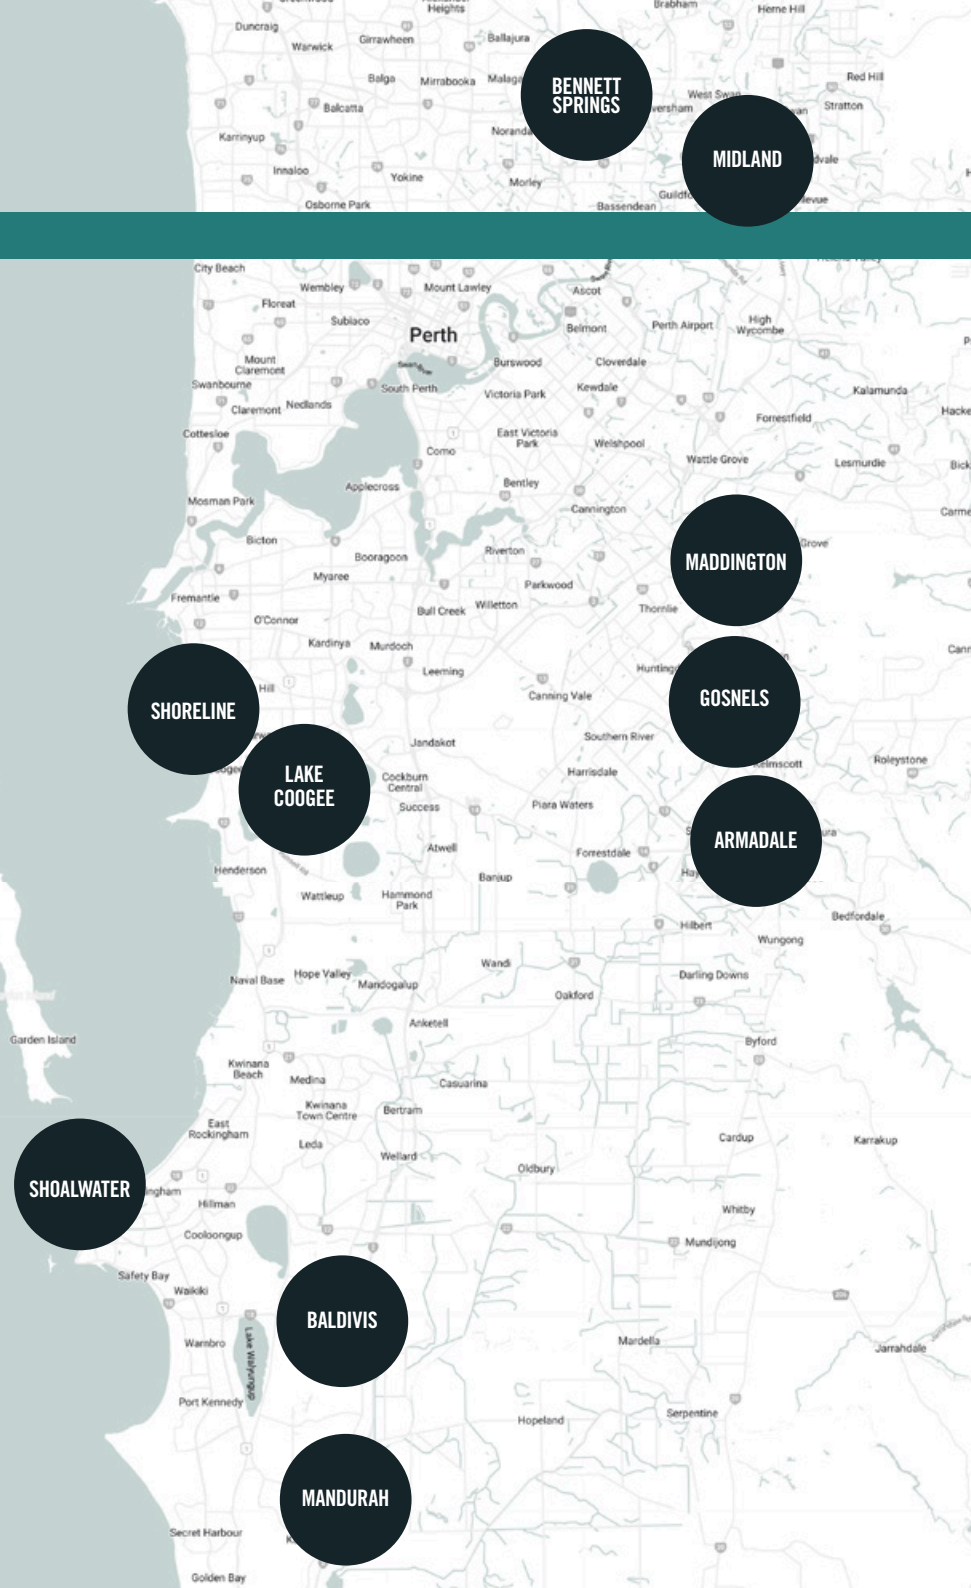 Heights
Brabham
Herne Hill
Duncraig
Girrawheen
Ballajura
Warwick
Balga
Mirrabooka
Malaga
BENNETT
SPRINGS
Red Hill
West Swan
Balcatta
Stratton
Karrinyup
MIDLAND
Innaloo
Yokine
Morley
Osborne Park
Bassendean
City Beach
Wembley
Mount Lawley
Ascot
Floreat
Subiaco
Belmont
Perth Airport
High
Wycombe
Perth
Mount
Claremont
Burswood
Cloverdale
Swanbourne
South Perth
Victoria Park
Kewdale
Kalamunda
Claremont
Nedlands
Forrestfield
Cottesloe
East Victoria
Park
Welshpool
Como
Wattle Grove
Lesmurdie
Applecross
Bentley
Mosman Park
Cannington
Bicton
Booragoon
Riverton
MADDINGTON
Grove
Myaree
Parkwood
Fremantle
Bull Creek
Willetton
Thornlie
O'Connor
Kardinya
Murdoch
Leeming
Hill
Canning Vale
GOSNELS
SHORELINE
Jandakot
Southern River
Roleystone
LAKE
COOGEE
Cockburn
Central
Harrisdale
Success
Piara Waters
ARMADALE
Atwell
Forrestdale
Henderson
Banjup
Wattleup
Hammond
Park
Bedfordale
Hilbert
Wungong
Naval Base
Hope Valley
Mandogalup
Wandi
Darling Downs
Oakford
Anketell
Garden Island
Byford
Kwinana
Beach
Medina
Casuarina
Kwinana
Town Centre
Bertram
East
Rockingham
Leda
Cardup
Karrakup
Wellard
Oldbury
SHOALWATER
Hillman
Whitby
Cooloongup
Mundijong
Safety Bay
Waikiki
BALDIVIS
Warnbro
Lake Walyungup
Mardella
Jarrahdale
Port Kennedy
Hopeland
Serpentine
MANDURAH
Secret Harbour
Golden Bay